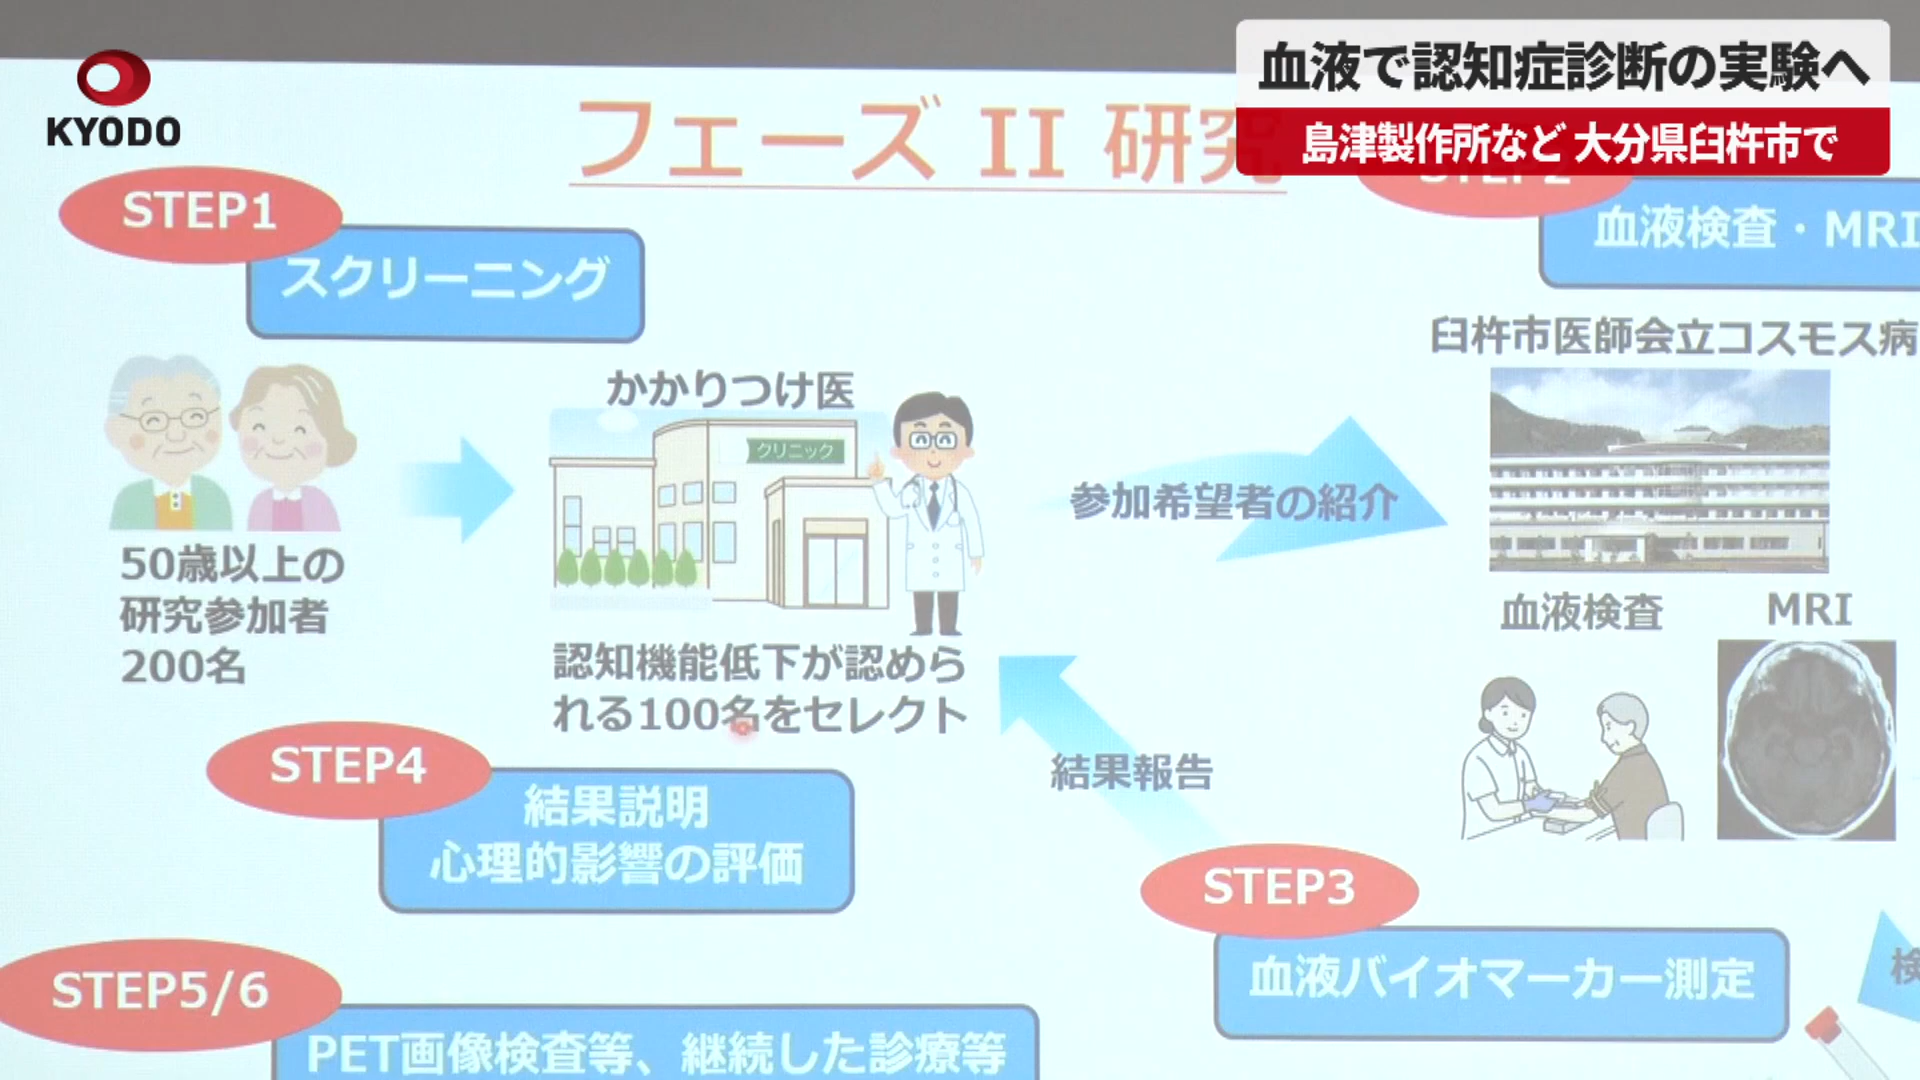 KYODO
血液で認知症診断の実験へ
島津製作所など 大分県臼杵市で
フェーズ II 研究
STEP1
スクリーニング
50歳以上の
研究参加者
200名
かかりつけ医
クリニック
認知機能低下が認めら
れる100名をセレクト
参加希望者の紹介
STEP2
血液検査・MRI
臼杵市医師会立コスモス病
血液検査
MRI
結果報告
STEP3
血液バイオマーカー測定
検
STEP4
結果説明
心理的影響の評価
STEP5/6
PET画像検査等、継続した診療等